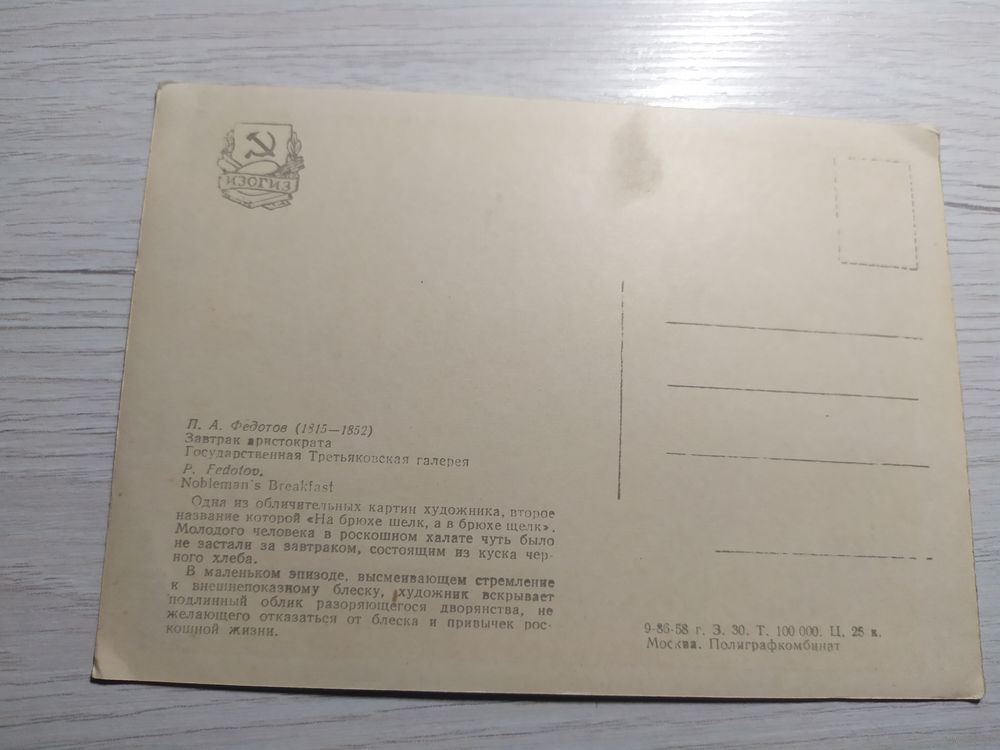 ИЗОГИЗ
П. А. Федотов (1815—1852)
Завтрак аристократа
Государственная Третьяковская галерея
P. Fedotov.
Nobleman's Breakfast
Одна из обличительных картин художника, второе
название которой «На брюхе шелк, а в брюхе щелк».
Молодого человека в роскошном халате чуть было
не застали за завтраком, состоящим из куска чер-
ного хлеба.
В маленьком эпизоде, высмеивающем стремление
к внешнепоказному блеску, художник вскрывает
подлинный облик разоряющегося дворянства, не
желающего отказаться от блеска и привычек рос-
кошной жизни.
9-86-58 г. З. 30. Т. 100 000. Ц. 25 к.
Москва. Полиграфкомбинат